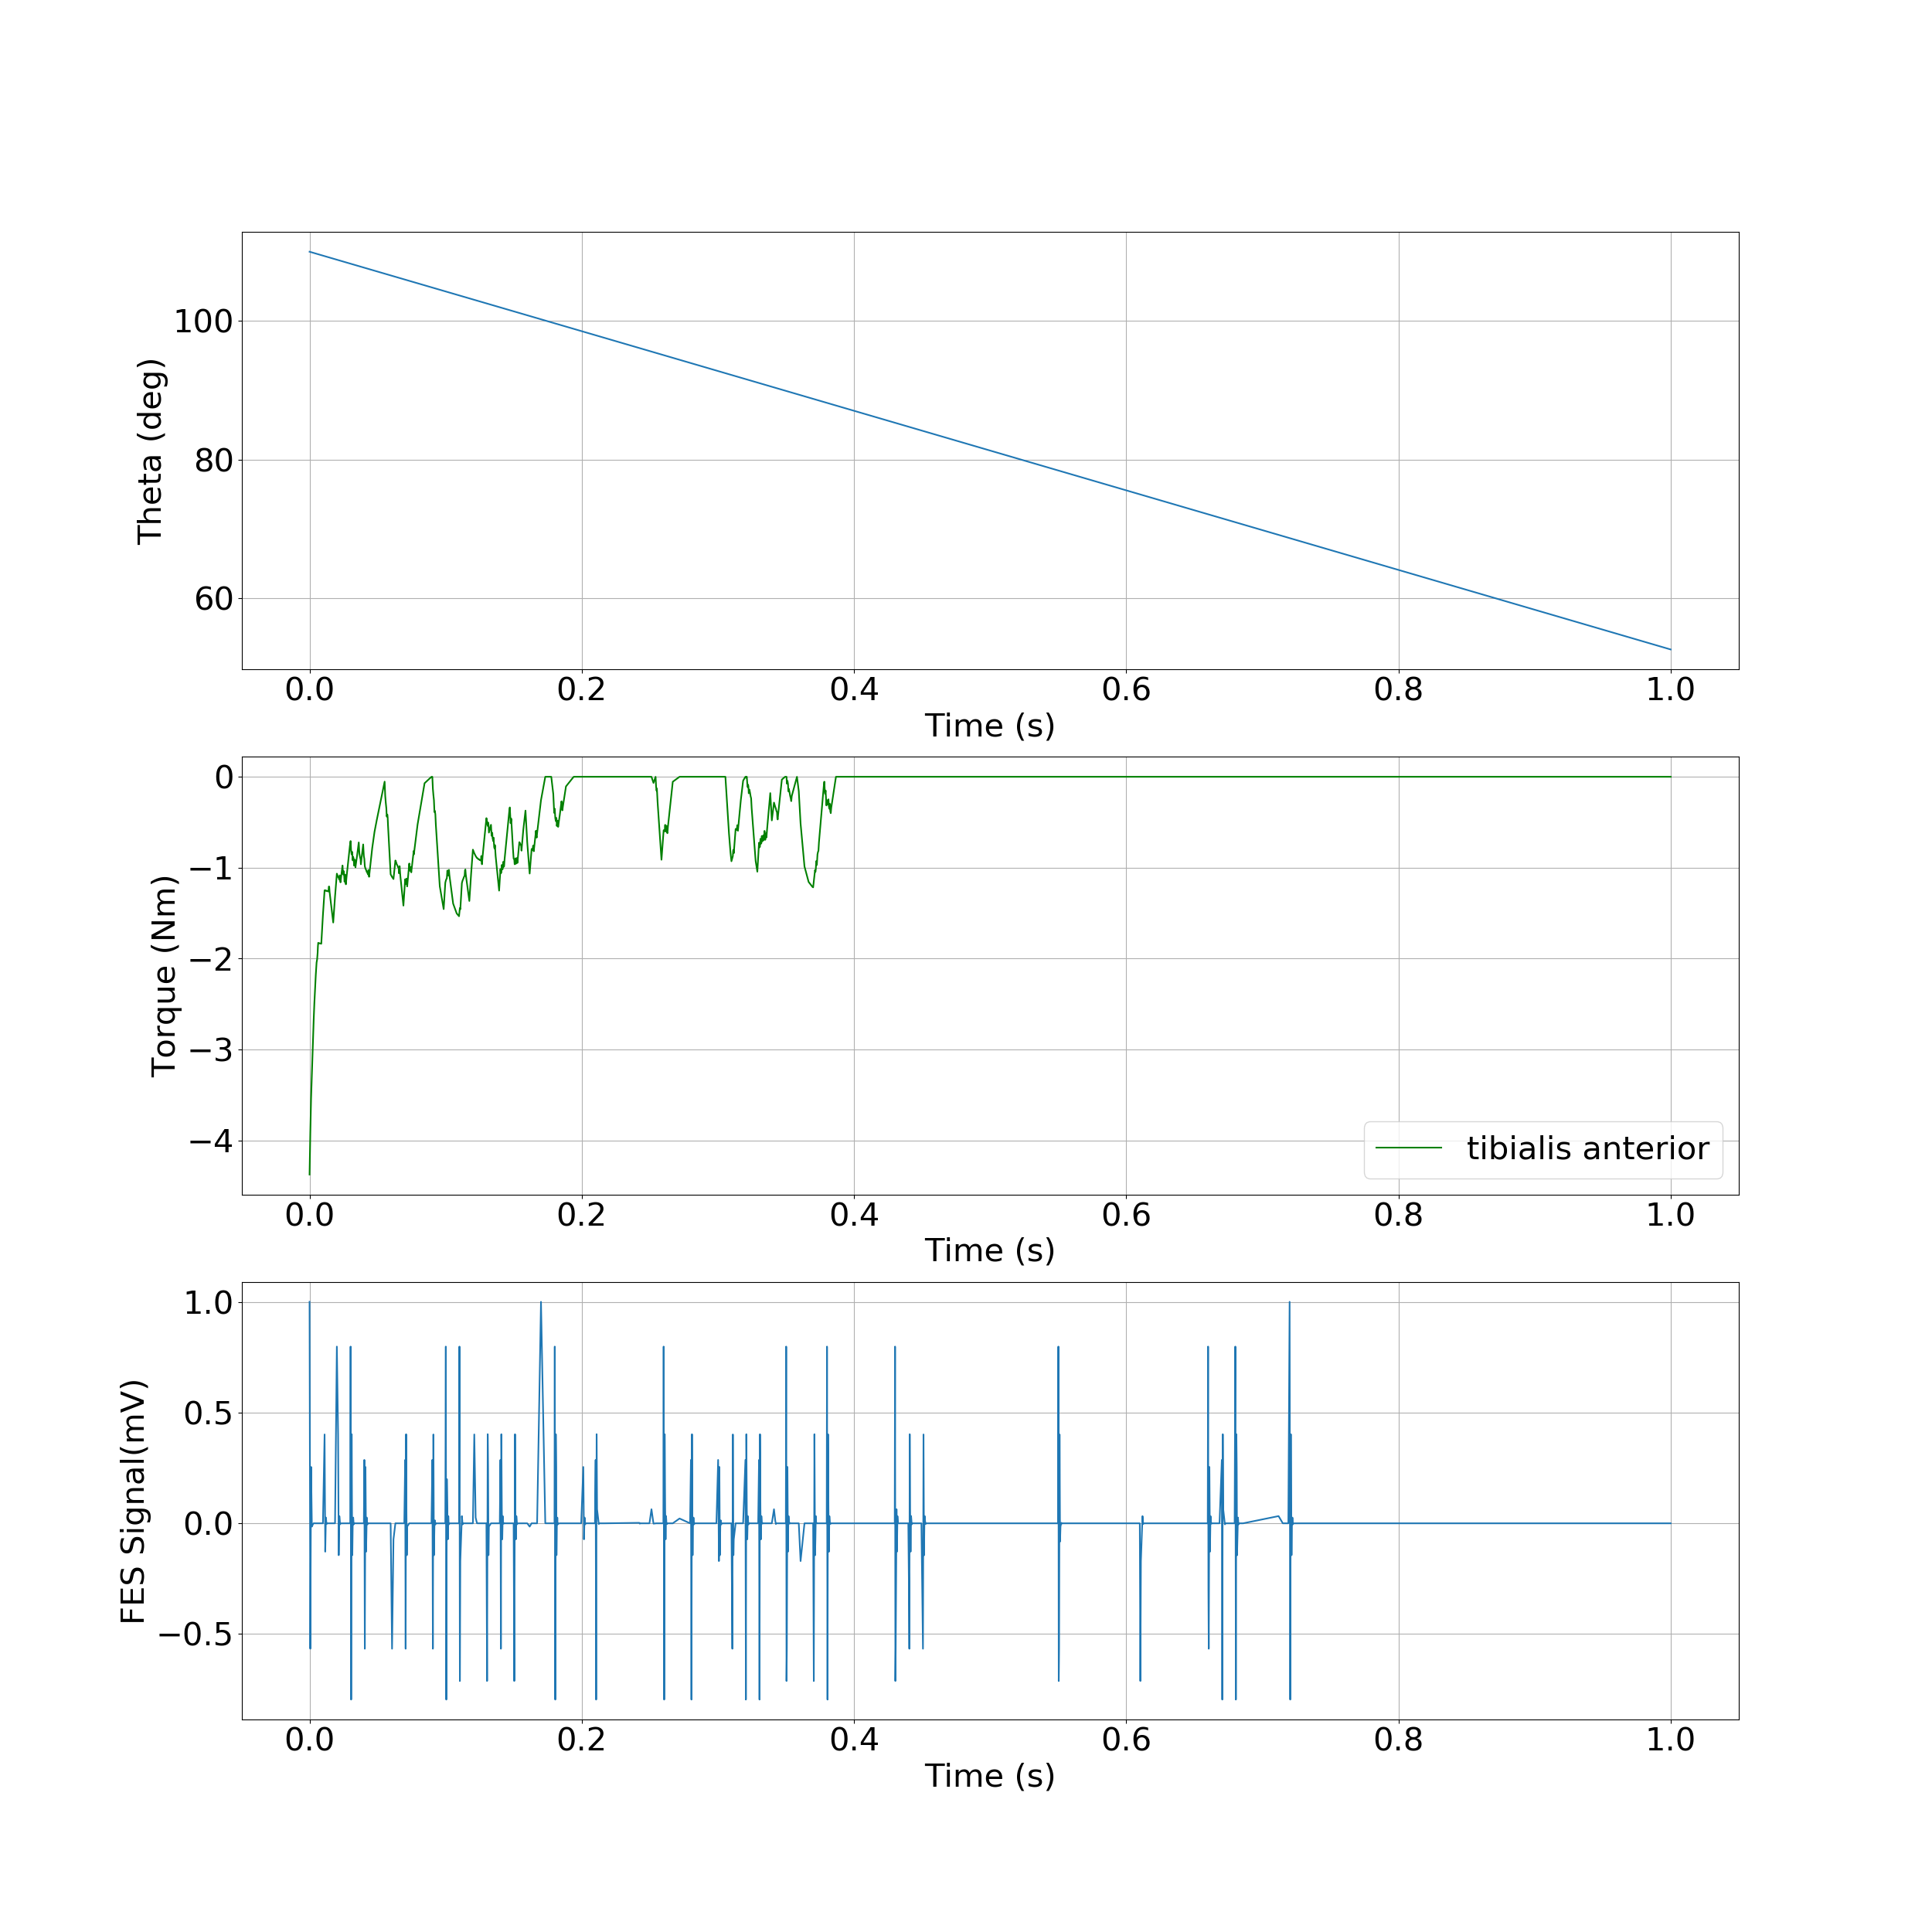 100
80
60
Theta (deg)
0.0 0.2 0.4 0.6 0.8 1.0
Time (s)
0
−1
−2
−3
−4
Torque (Nm)
tibialis anterior
0.0 0.2 0.4 0.6 0.8 1.0
Time (s)
1.0
0.5
0.0
−0.5
FES Signal(mV)
0.0 0.2 0.4 0.6 0.8 1.0
Time (s)